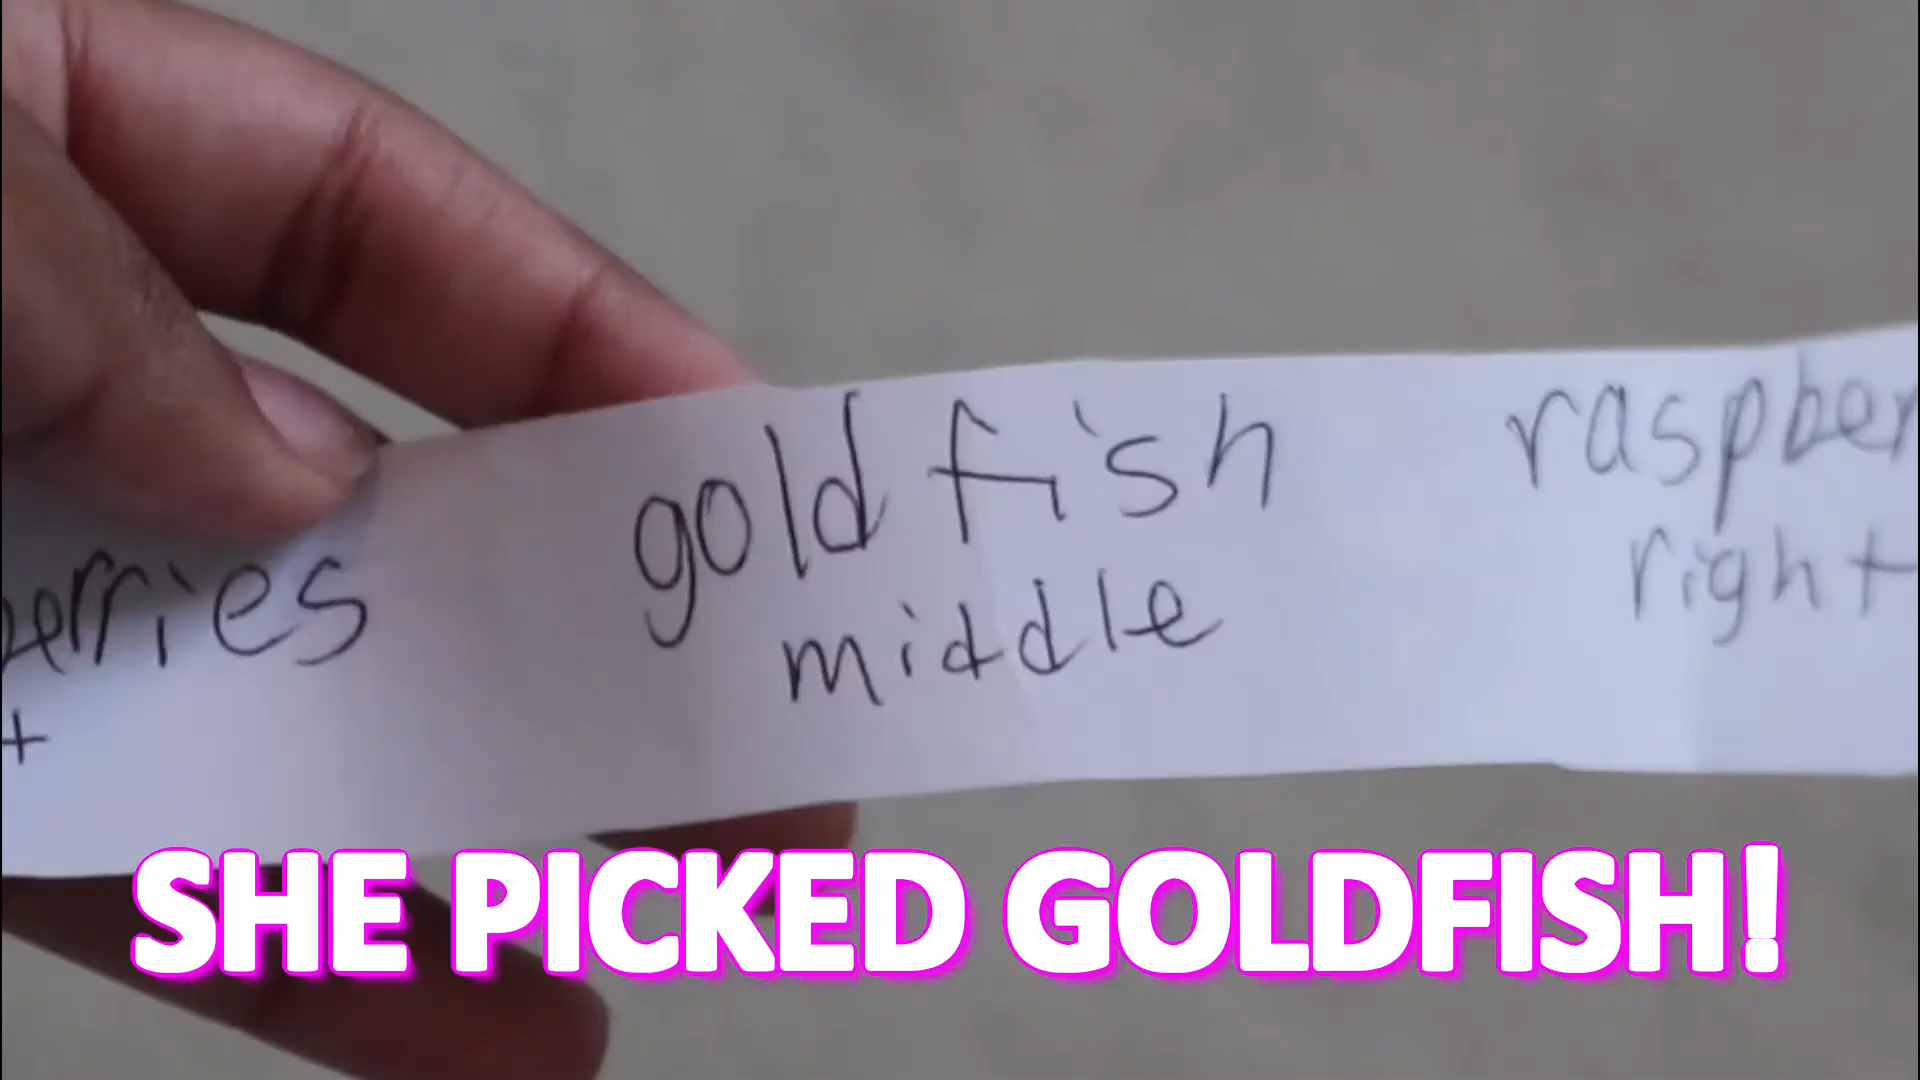 erries
+
goldfish
middle
raspber
right
SHE PICKED GOLDFISH!